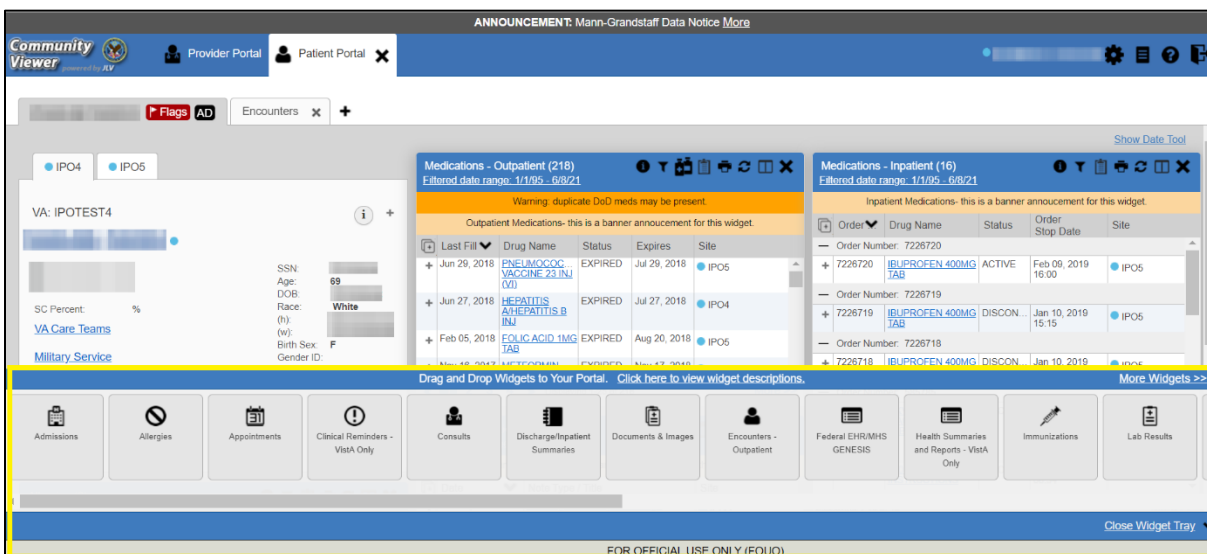 ANNOUNCEMENT: Mann-Grandstaff Data Notice More
Community Viewer powered by JLV
Provider Portal
Patient Portal
Flags AD
Encounters
Show Date Tool
IPO4
IPO5
VA: IPOTEST4
SSN:
Age: 69
DOB:
Race: White
(h):
(w):
Birth Sex: F
Gender ID:
SC Percent: %
VA Care Teams
Military Service
Medications - Outpatient (218)
Filtered date range: 1/1/95 - 6/8/21
Warning: duplicate DoD meds may be present.
Outpatient Medications- this is a banner annoucement for this widget.
Last Fill Drug Name Status Expires Site
Jun 29, 2018 PNEUMOCOC... VACCINE 23 INJ (VI) EXPIRED Jul 29, 2018 IPO5
Jun 27, 2018 HEPATITIS A/HEPATITIS B INJ EXPIRED Jul 27, 2018 IPO4
Feb 05, 2018 FOLIC ACID 1MG TAB EXPIRED Aug 20, 2018 IPO5
Nov 16, 2017 METFORMIN EXPIRED Nov 17, 2018
Medications - Inpatient (16)
Filtered date range: 1/1/95 - 6/8/21
Inpatient Medications- this is a banner annoucement for this widget.
Order Drug Name Status Order Stop Date Site
Order Number: 7226720
7226720 IBUPROFEN 400MG TAB ACTIVE Feb 09, 2019 16:00 IPO5
Order Number: 7226719
7226719 IBUPROFEN 400MG TAB DISCON... Jan 10, 2019 15:15 IPO5
Order Number: 7226718
7226718 IBUPROFEN 400MG DISCON... Jan 10, 2019 IPO5
Drag and Drop Widgets to Your Portal. Click here to view widget descriptions.
More Widgets >>
Admissions
Allergies
Appointments
Clinical Reminders - VistA Only
Consults
Discharge/Inpatient Summaries
Documents & Images
Encounters - Outpatient
Federal EHR/MHS GENESIS
Health Summaries and Reports - VistA Only
Immunizations
Lab Results
Close Widget Tray
FOR OFFICIAL USE ONLY (FOUO)